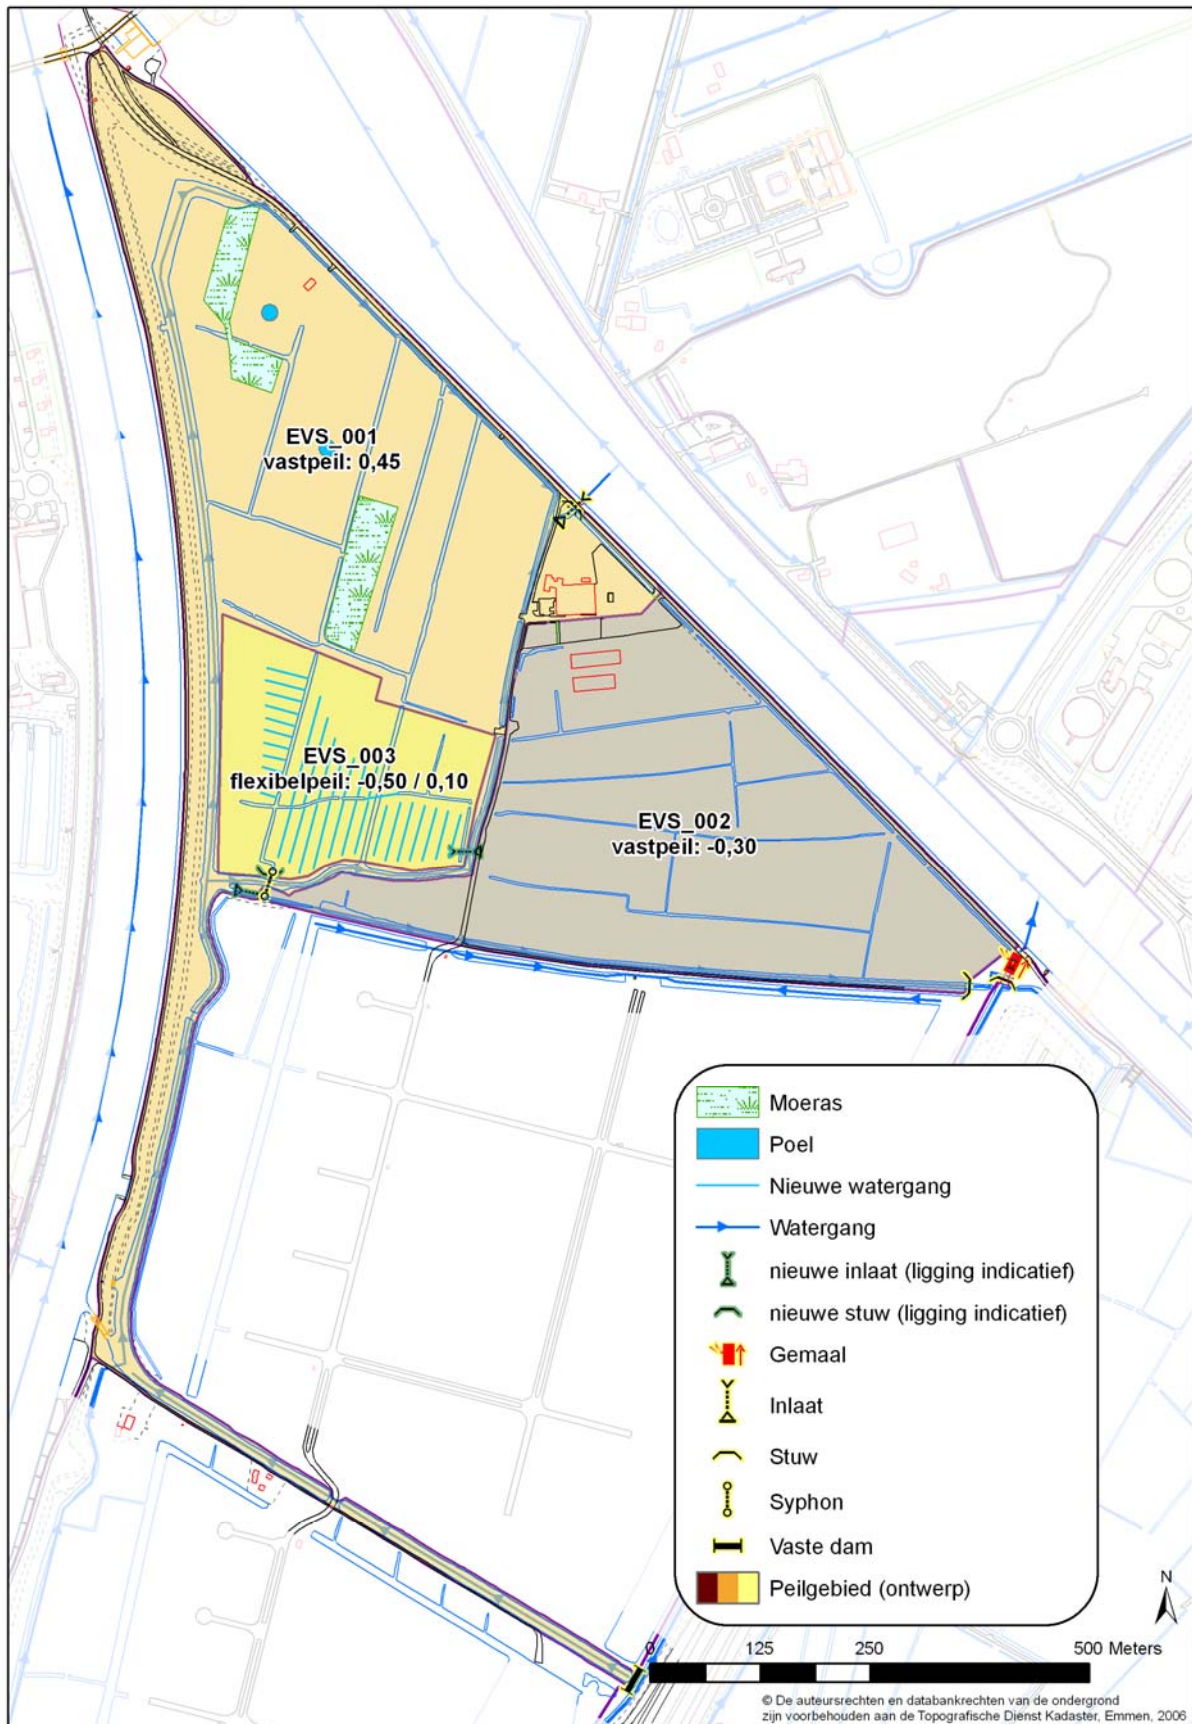 EVS_001
vastpeil: 0,45
EVS_003
flexibelpeil: -0,50 / 0,10
EVS_002
vastpeil: -0,30
Moeras
Poel
Nieuwe watergang
Watergang
nieuwe inlaat (ligging indicatief)
nieuwe stuw (ligging indicatief)
Gemaal
Inlaat
Stuw
Syphon
Vaste dam
Peilgebied (ontwerp)
N
0 125 250 500 Meters
© De auteursrechten en databankrechten van de ondergrond
zijn voorbehouden aan de Topografische Dienst Kadaster, Emmen, 2006